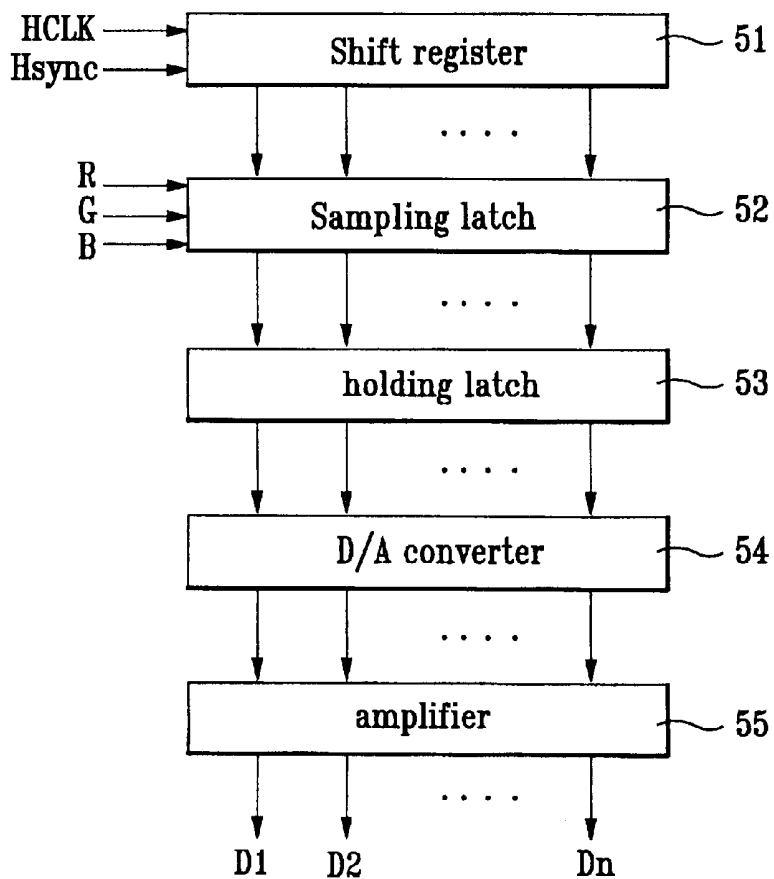 HCLK
Hsync
Shift register
51
. . . .
R
G
B
Sampling latch
52
. . . .
holding latch
53
. . . .
D/A converter
54
. . . .
amplifier
55
. . . .
D1 D2 Dn